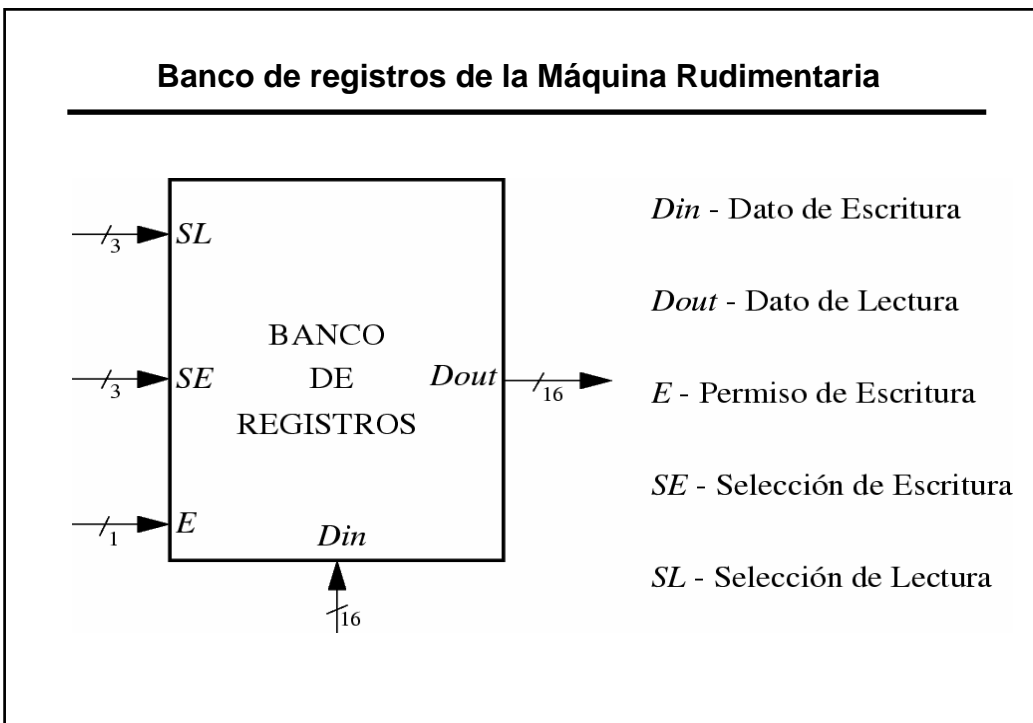 Banco de registros de la Máquina Rudimentaria
3
SL
3
SE
1
E
BANCO
DE
REGISTROS
Dout
16
Din
16
Din - Dato de Escritura
Dout - Dato de Lectura
E - Permiso de Escritura
SE - Selección de Escritura
SL - Selección de Lectura